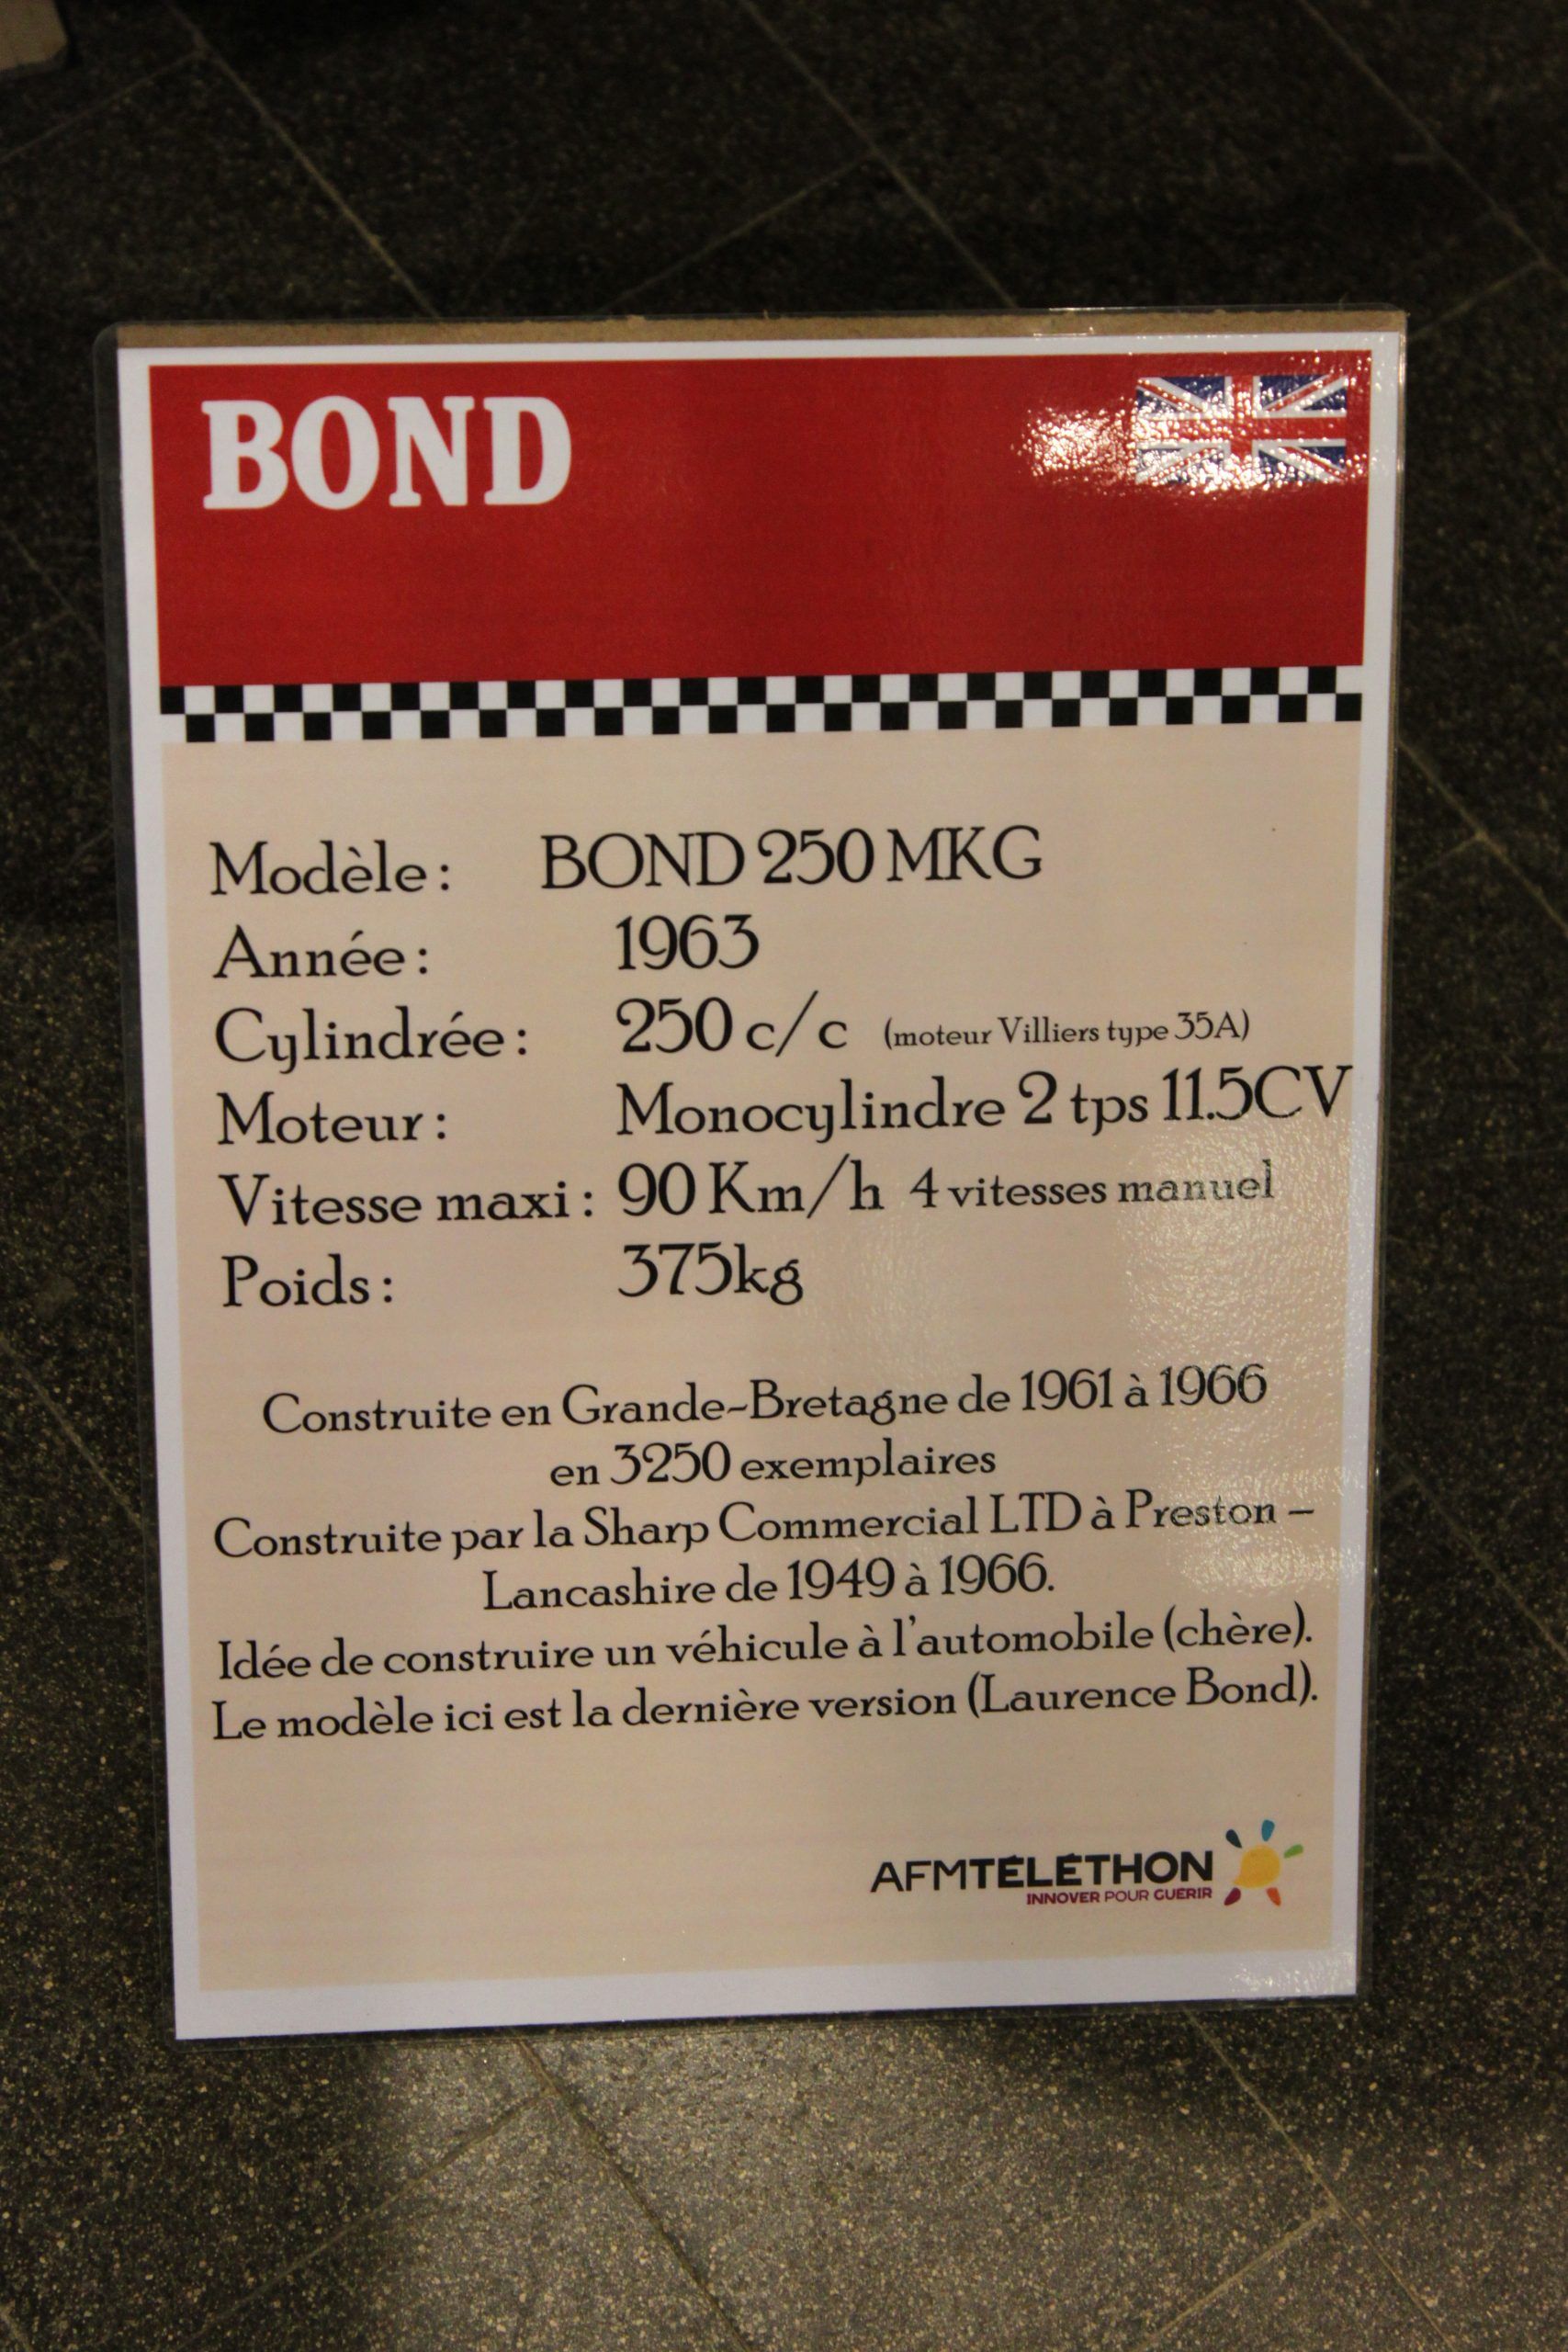 BOND
Modèle: BOND 250 MKG
Année: 1963
Cylindrée: 250 c/c (moteur Villiers type 35A)
Moteur: Monocylindre 2 tps 11.5CV
Vitesse maxi: 90 Km/h 4 vitesses manuel
Poids: 375kg
Construite en Grande-Bretagne de 1961 à 1966
en 3250 exemplaires
Construite par la Sharp Commercial LTD à Preston –
Lancashire de 1949 à 1966.
Idée de construire un véhicule à l'automobile (chère).
Le modèle ici est la dernière version (Laurence Bond).
AFMTÉLÉTHON
INNOVER POUR GUÉRIR